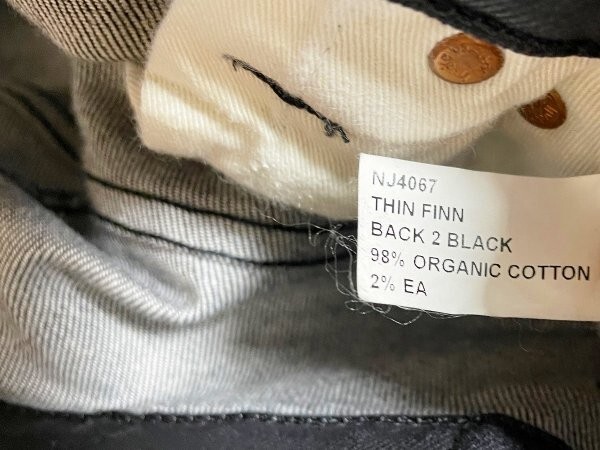 NJ4067
THIN FINN
BACK 2 BLACK
98% ORGANIC COTTON
2% EA